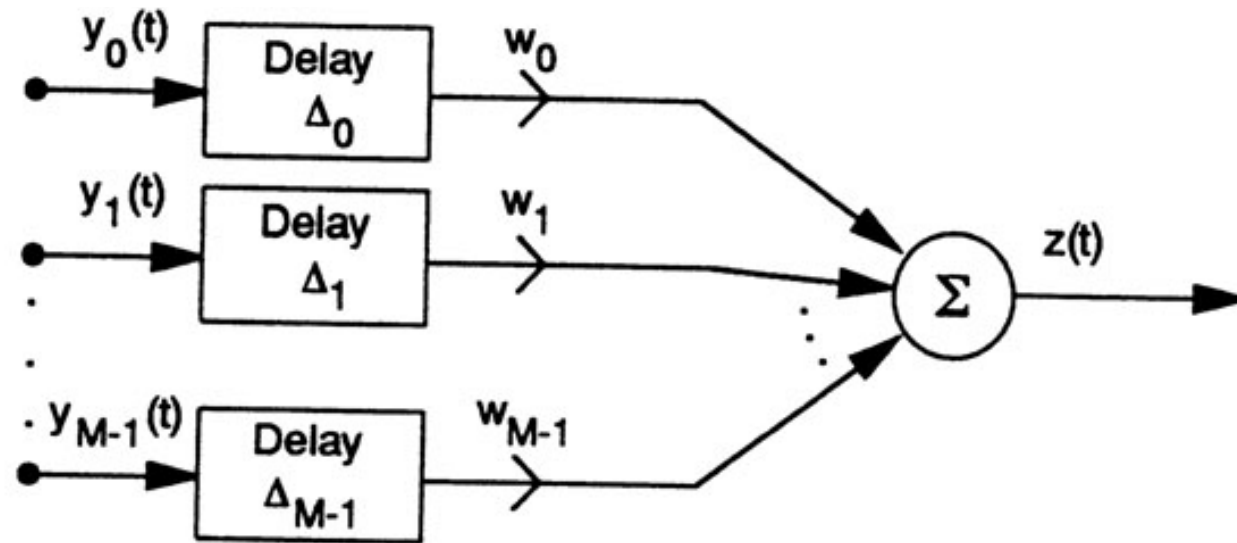 y₀(t) Delay Δ₀ w₀
y₁(t) Delay Δ₁ w₁
Σ z(t)
y_M-1(t) Delay Δ_M-1 w_M-1